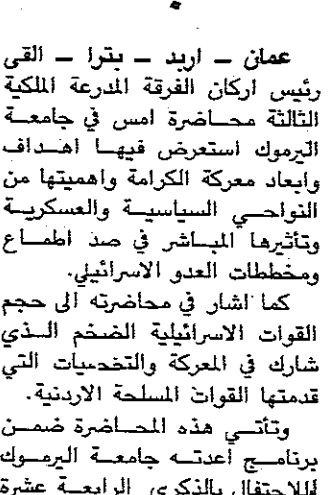 عمان ــ اربد ــ بترا ــ القى
رئيس اركان الفرقة المدرعة الملكية
الثالثة محاضرة امس في جامعة
اليرموك استعرض فيها اهداف
وابعاد معركة الكرامة واهميتها من
النواحي السياسية والعسكرية
وتأثيرها المباشر في صد اطماع
ومخططات العدو الاسرائيلي.
كما اشار في محاضرته الى حجم
القوات الاسرائيلية الضخم الذي
شارك في المعركة والتضحيات التي
قدمتها القوات المسلحة الاردنية.
وتأتي هذه المحاضرة ضمن
برنامج اعدته جامعة اليرموك
للاحتفال بالذكرى الرابعة عشرة